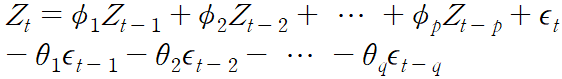 Z_t = ϕ_1 Z_{t-1} + ϕ_2 Z_{t-2} + ⋯ + ϕ_p Z_{t-p} + ϵ_t
- θ_1 ϵ_{t-1} - θ_2 ϵ_{t-2} - ⋯ - θ_q ϵ_{t-q}